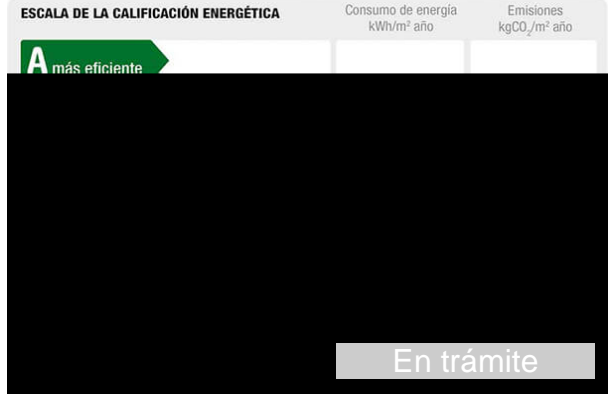 ESCALA DE LA CALIFICACIÓN ENERGÉTICA
Consumo de energía
kWh/m² año
Emisiones
kgCO₂/m² año
A más eficiente
En trámite